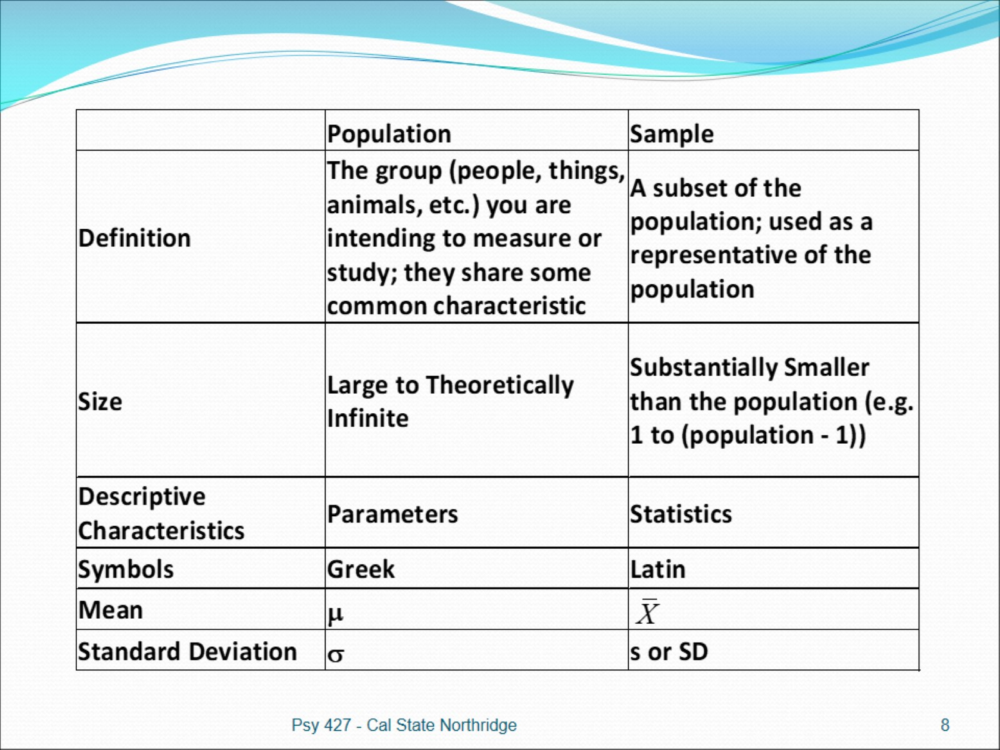 Population
Sample
Definition
The group (people, things,
animals, etc.) you are
intending to measure or
study; they share some
common characteristic
A subset of the
population; used as a
representative of the
population
Size
Large to Theoretically
Infinite
Substantially Smaller
than the population (e.g.
1 to (population - 1))
Descriptive
Characteristics
Parameters
Statistics
Symbols
Greek
Latin
Mean
μ
X̅
Standard Deviation
σ
s or SD
Psy 427 - Cal State Northridge
8